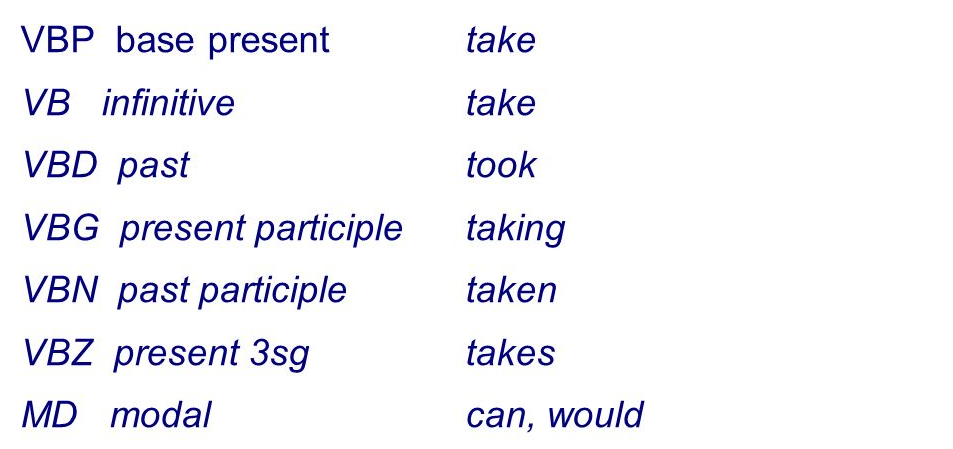 VBP base present take
VB infinitive take
VBD past took
VBG present participle taking
VBN past participle taken
VBZ present 3sg takes
MD modal can, would